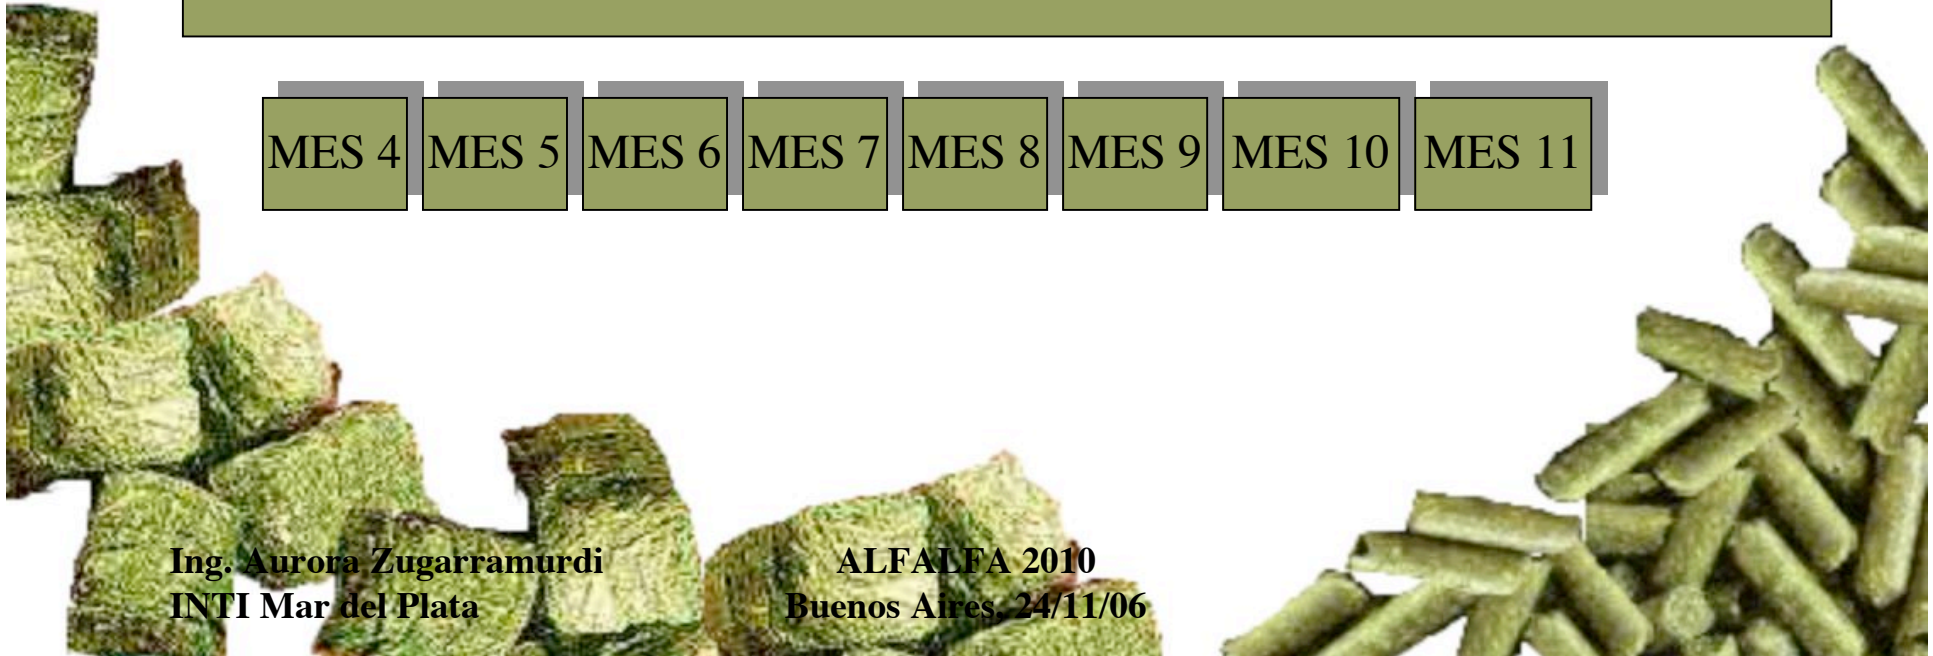 MES 4 MES 5 MES 6 MES 7 MES 8 MES 9 MES 10 MES 11
Ing. Aurora Zugarramurdi
INTI Mar del Plata
ALFALFA 2010
Buenos Aires, 24/11/06